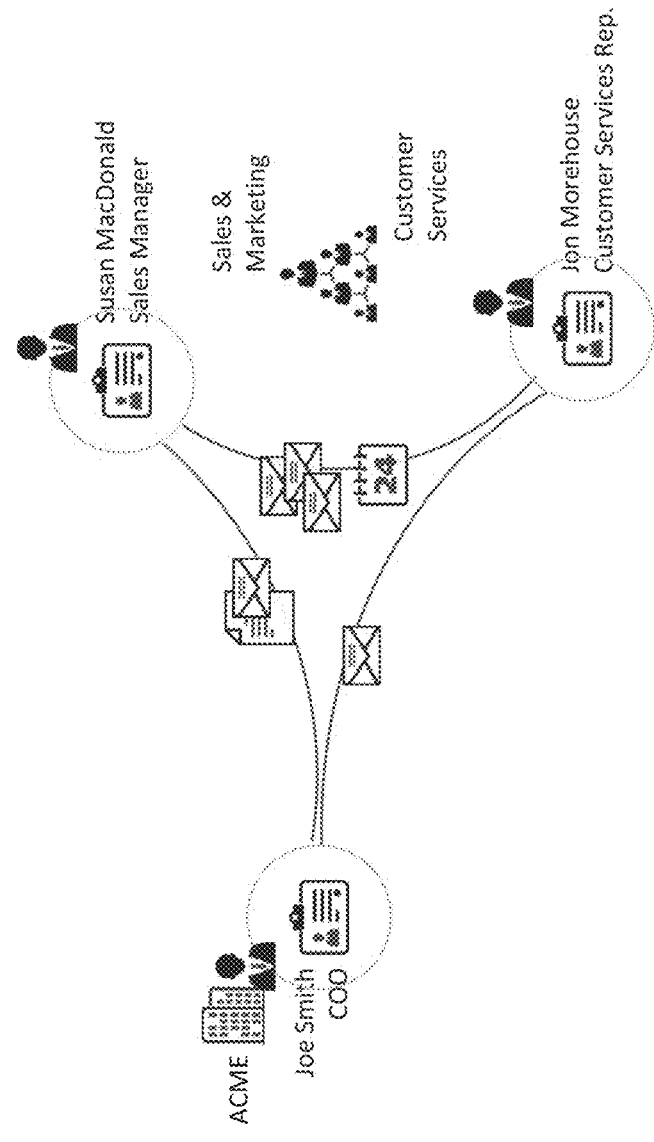 ACME
Joe Smith
COO
Susan MacDonald
Sales Manager
Sales &
Marketing
24
Customer
Services
Jon Morehouse
Customer Services Rep.